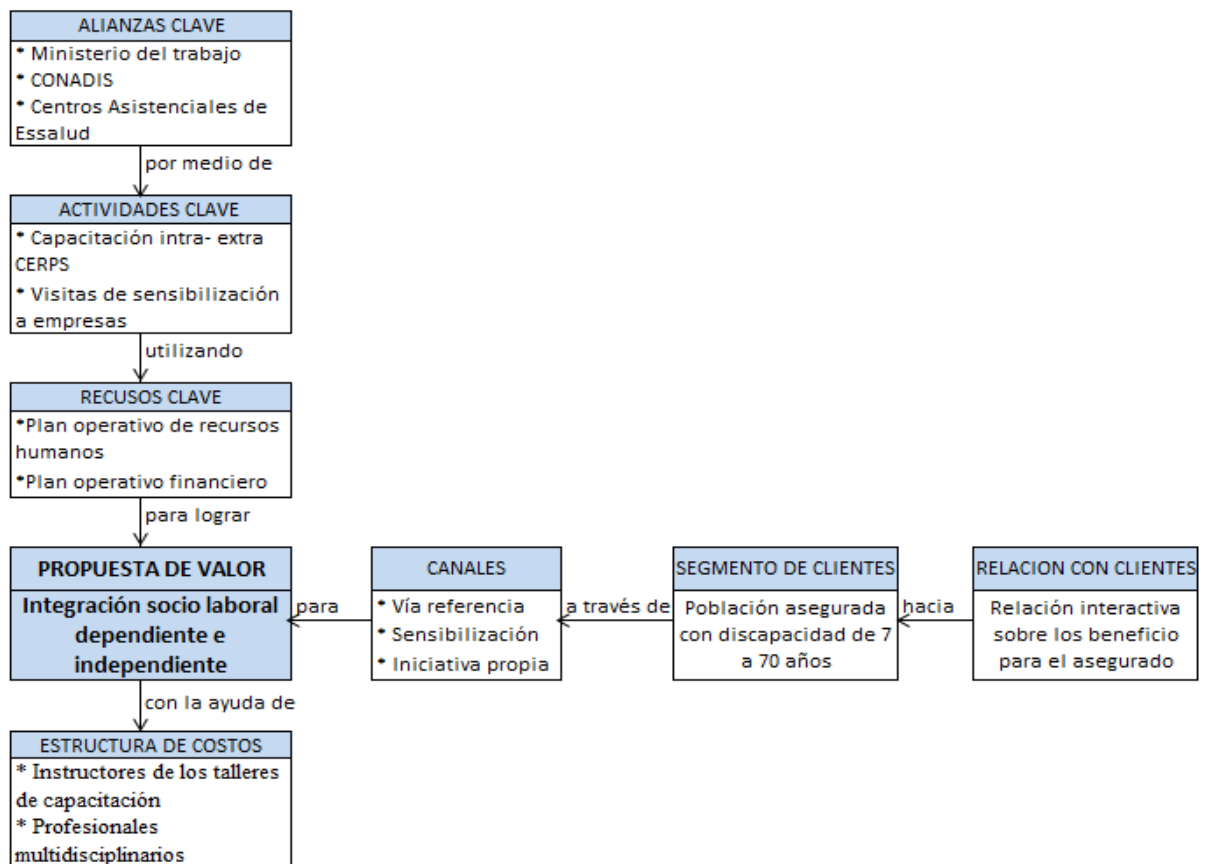 ALIANZAS CLAVE
* Ministerio del trabajo
* CONADIS
* Centros Asistenciales de
Essalud
por medio de
ACTIVIDADES CLAVE
* Capacitación intra- extra
CERPS
* Visitas de sensibilización
a empresas
utilizando
RECUSOS CLAVE
*Plan operativo de recursos
humanos
*Plan operativo financiero
para lograr
PROPUESTA DE VALOR
Integración socio laboral
dependiente e
independiente
para
CANALES
* Vía referencia
* Sensibilización
* Iniciativa propia
a través de
SEGMENTO DE CLIENTES
Población asegurada
con discapacidad de 7
a 70 años
hacia
RELACION CON CLIENTES
Relación interactiva
sobre los beneficio
para el asegurado
con la ayuda de
ESTRUCTURA DE COSTOS
* Instructores de los talleres
de capacitación
* Profesionales
multidisciplinarios